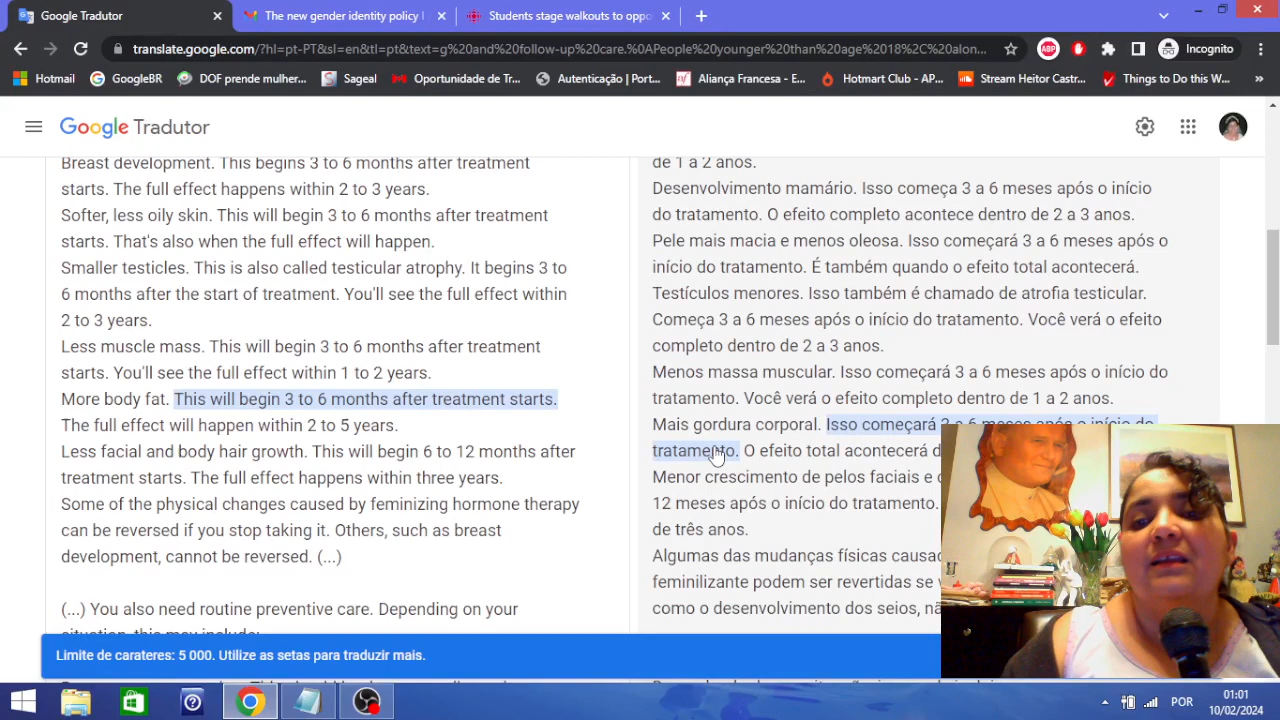 Google Tradutor
The new gender identity policy
Students stage walkouts to oppo
translate.google.com/?hl=pt-PT&sl=en&tl=pt&text=g%20and%20follow-up%20care.%0APeople%20younger%20than%20age%2018%2C%20alon...
ABP
Incognito
Hotmail
GoogleBR
DOF prende mulher...
Sageal
Oportunidade de Tr...
Autenticação | Port...
Aliança Francesa - E...
Hotmart Club - AP...
Stream Heitor Castr...
Things to Do this W...
»
Google Tradutor
Breast development. This begins 3 to 6 months after treatment
starts. The full effect happens within 2 to 3 years.
Softer, less oily skin. This will begin 3 to 6 months after treatment
starts. That's also when the full effect will happen.
Smaller testicles. This is also called testicular atrophy. It begins 3 to
6 months after the start of treatment. You'll see the full effect within
2 to 3 years.
Less muscle mass. This will begin 3 to 6 months after treatment
starts. You'll see the full effect within 1 to 2 years.
More body fat. This will begin 3 to 6 months after treatment starts.
The full effect will happen within 2 to 5 years.
Less facial and body hair growth. This will begin 6 to 12 months after
treatment starts. The full effect happens within three years.
Some of the physical changes caused by feminizing hormone therapy
can be reversed if you stop taking it. Others, such as breast
development, cannot be reversed. (...)
(...) You also need routine preventive care. Depending on your
situation, this may include:
de 1 a 2 anos.
Desenvolvimento mamário. Isso começa 3 a 6 meses após o início
do tratamento. O efeito completo acontece dentro de 2 a 3 anos.
Pele mais macia e menos oleosa. Isso começará 3 a 6 meses após o
início do tratamento. É também quando o efeito total acontecerá.
Testículos menores. Isso também é chamado de atrofia testicular.
Começa 3 a 6 meses após o início do tratamento. Você verá o efeito
completo dentro de 2 a 3 anos.
Menos massa muscular. Isso começará 3 a 6 meses após o início do
tratamento. Você verá o efeito completo dentro de 1 a 2 anos.
Mais gordura corporal. Isso começará 3 a 6 meses após o início do
tratamento. O efeito total acontecerá d
Menor crescimento de pelos faciais e c
12 meses após o início do tratamento.
de três anos.
Algumas das mudanças físicas causad
feminilizante podem ser revertidas se v
como o desenvolvimento dos seios, nã
Limite de carateres: 5 000. Utilize as setas para traduzir mais.
POR
01:01
10/02/2024